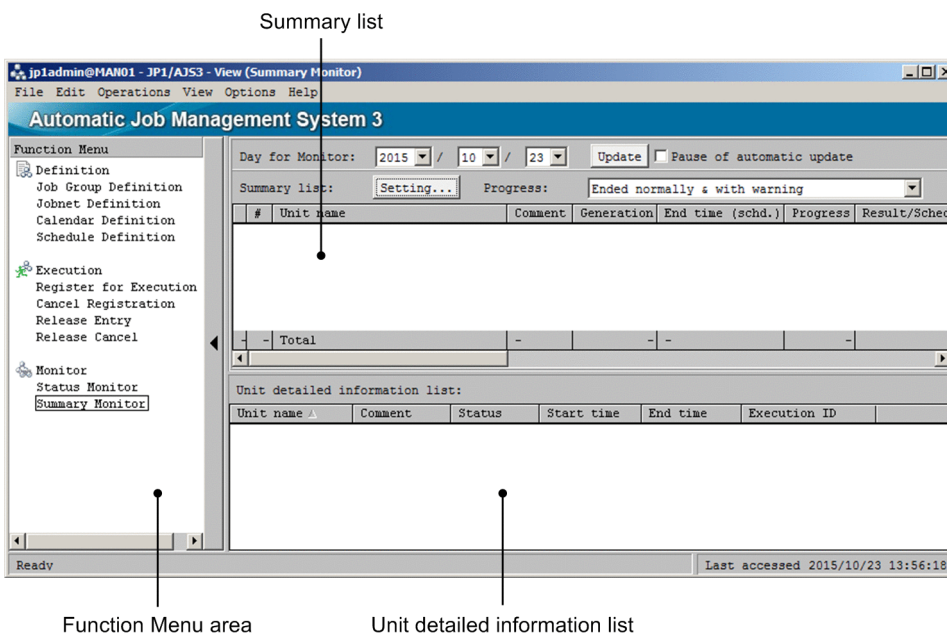 Summary list
jp1admin@MAN01 - JP1/AJS3 - View (Summary Monitor)
File Edit Operations View Options Help
Automatic Job Management System 3
Function Menu
Definition
Job Group Definition
Jobnet Definition
Calendar Definition
Schedule Definition
Execution
Register for Execution
Cancel Registration
Release Entry
Release Cancel
Monitor
Status Monitor
Summary Monitor
Day for Monitor: 2015 / 10 / 23 Update Pause of automatic update
Summary list: Setting... Progress: Ended normally & with warning
# Unit name Comment Generation End time (schd.) Progress Result/Sched
- - Total - - - -
Unit detailed information list:
Unit name Comment Status Start time End time Execution ID
Ready Last accessed 2015/10/23 13:56:18
Function Menu area Unit detailed information list